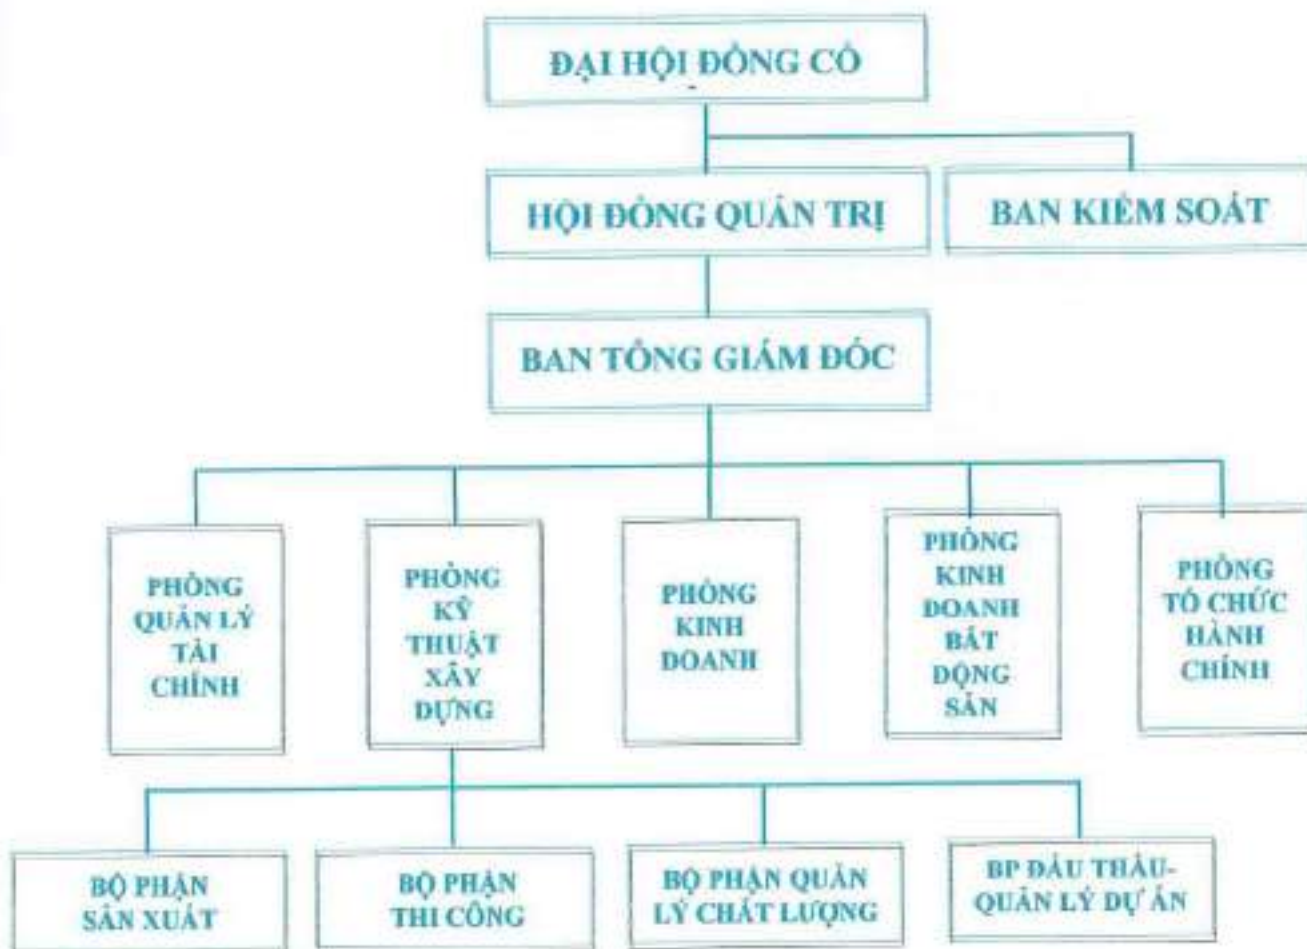 ĐẠI HỘI ĐỒNG CỔ
HỘI ĐỒNG QUẢN TRỊ
BAN KIỂM SOÁT
BAN TỔNG GIÁM ĐỐC
PHÒNG
QUẢN LÝ
TÀI
CHÍNH
PHÒNG
KỸ
THUẬT
XÂY
DỰNG
PHÒNG
KINH
DOANH
PHÒNG
KINH
DOANH
BẤT
ĐỘNG
SẢN
PHÒNG
TỔ CHỨC
HÀNH
CHÍNH
BỘ PHẬN
SẢN XUẤT
BỘ PHẬN
THI CÔNG
BỘ PHẬN QUẢN
LÝ CHẤT LƯỢNG
BP ĐẤU THẦU-
QUẢN LÝ DỰ ÁN